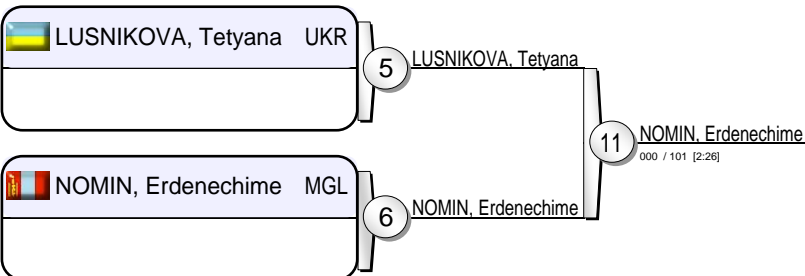 LUSNIKOVA, Tetyana UKR
5
LUSNIKOVA, Tetyana
11
NOMIN, Erdenechime
000 / 101 [2:26]
NOMIN, Erdenechime MGL
6
NOMIN, Erdenechime